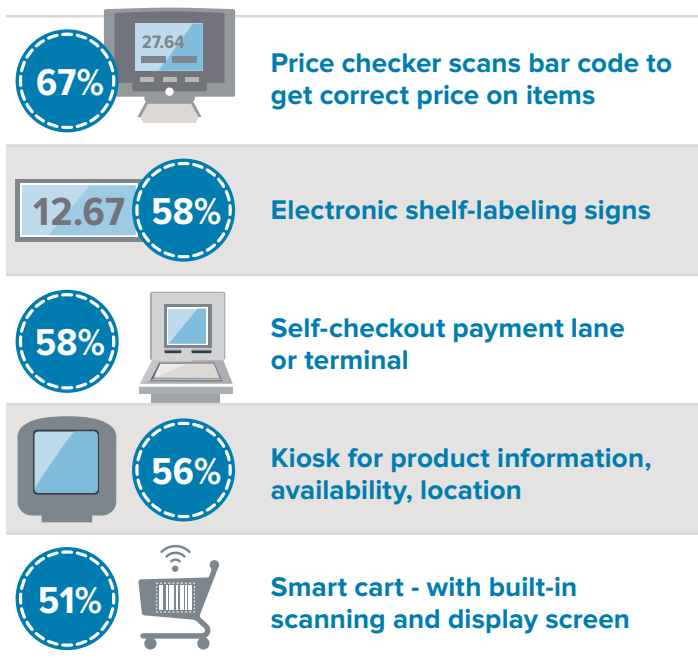 27.64
67%
Price checker scans bar code to
get correct price on items
12.67
58%
Electronic shelf-labeling signs
58%
Self-checkout payment lane
or terminal
56%
Kiosk for product information,
availability, location
51%
Smart cart - with built-in
scanning and display screen